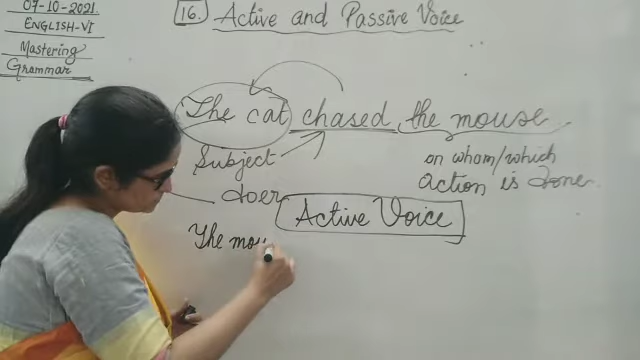 07-10-2021
ENGLISH-VI
Mastering
Grammar
16. Active and Passive Voice
The cat chased the mouse.
Subject
doer
on whom/which
action is done
Active Voice
The mou